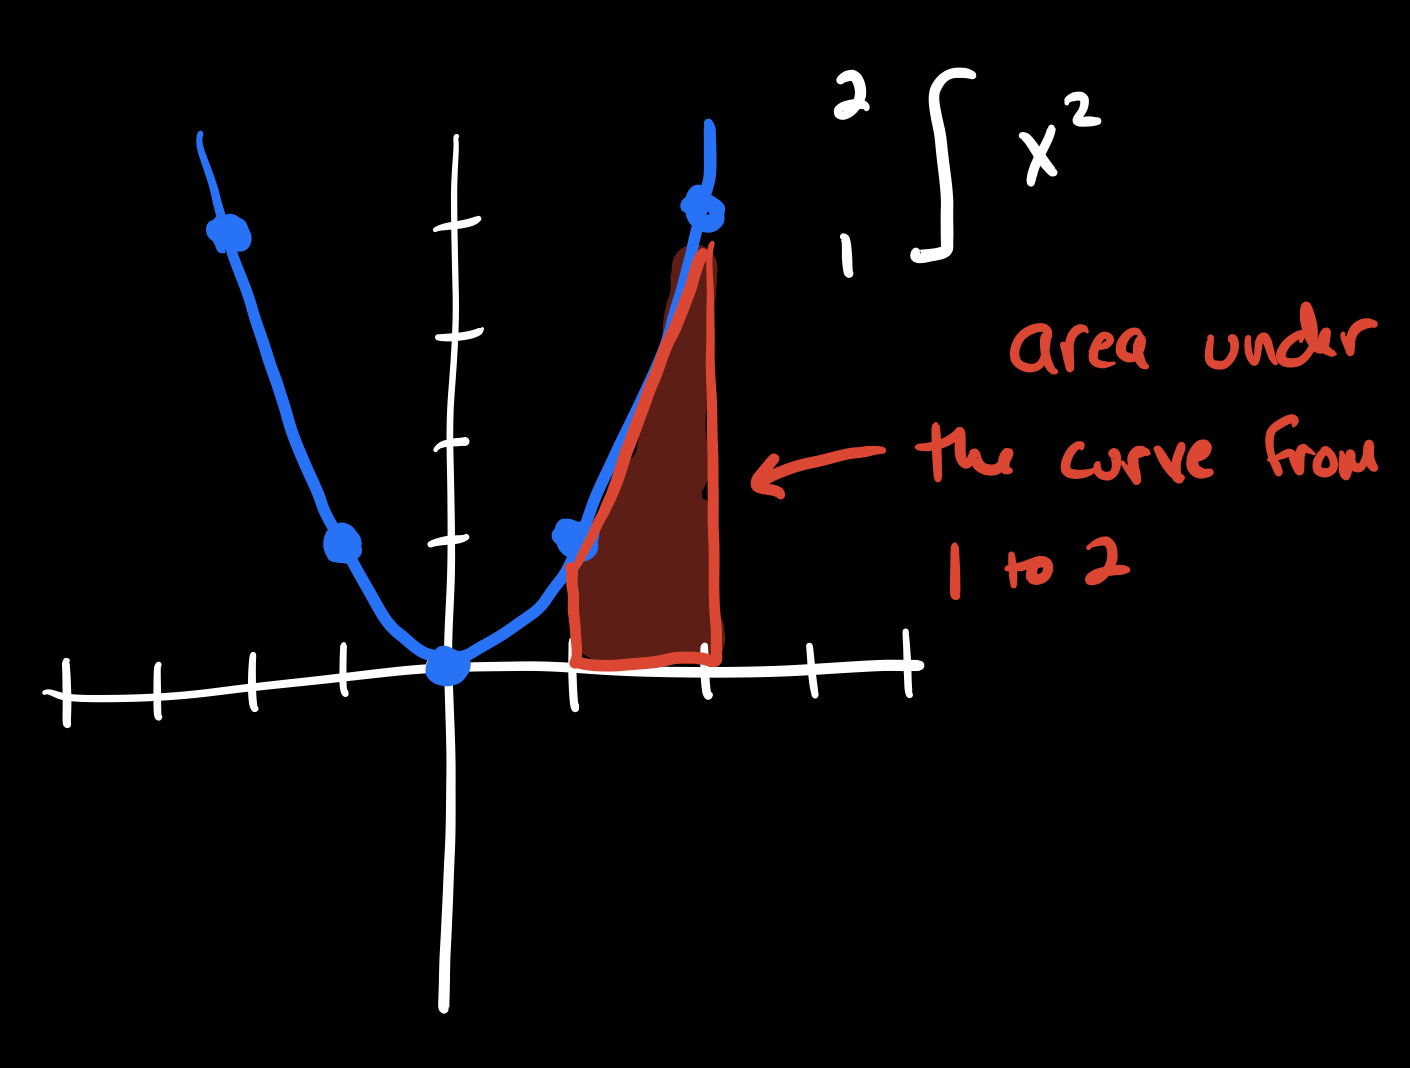 2
∫ x²
1
area under
the curve from
1 to 2